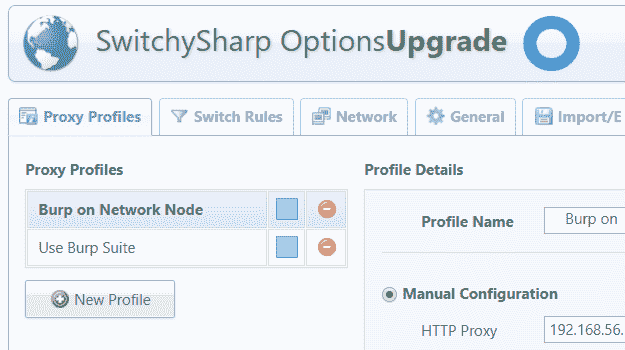 SwitchySharp OptionsUpgrade
Proxy Profiles Switch Rules Network General Import/E
Proxy Profiles
Burp on Network Node
Use Burp Suite
New Profile
Profile Details
Profile Name Burp on
Manual Configuration
HTTP Proxy 192.168.56.